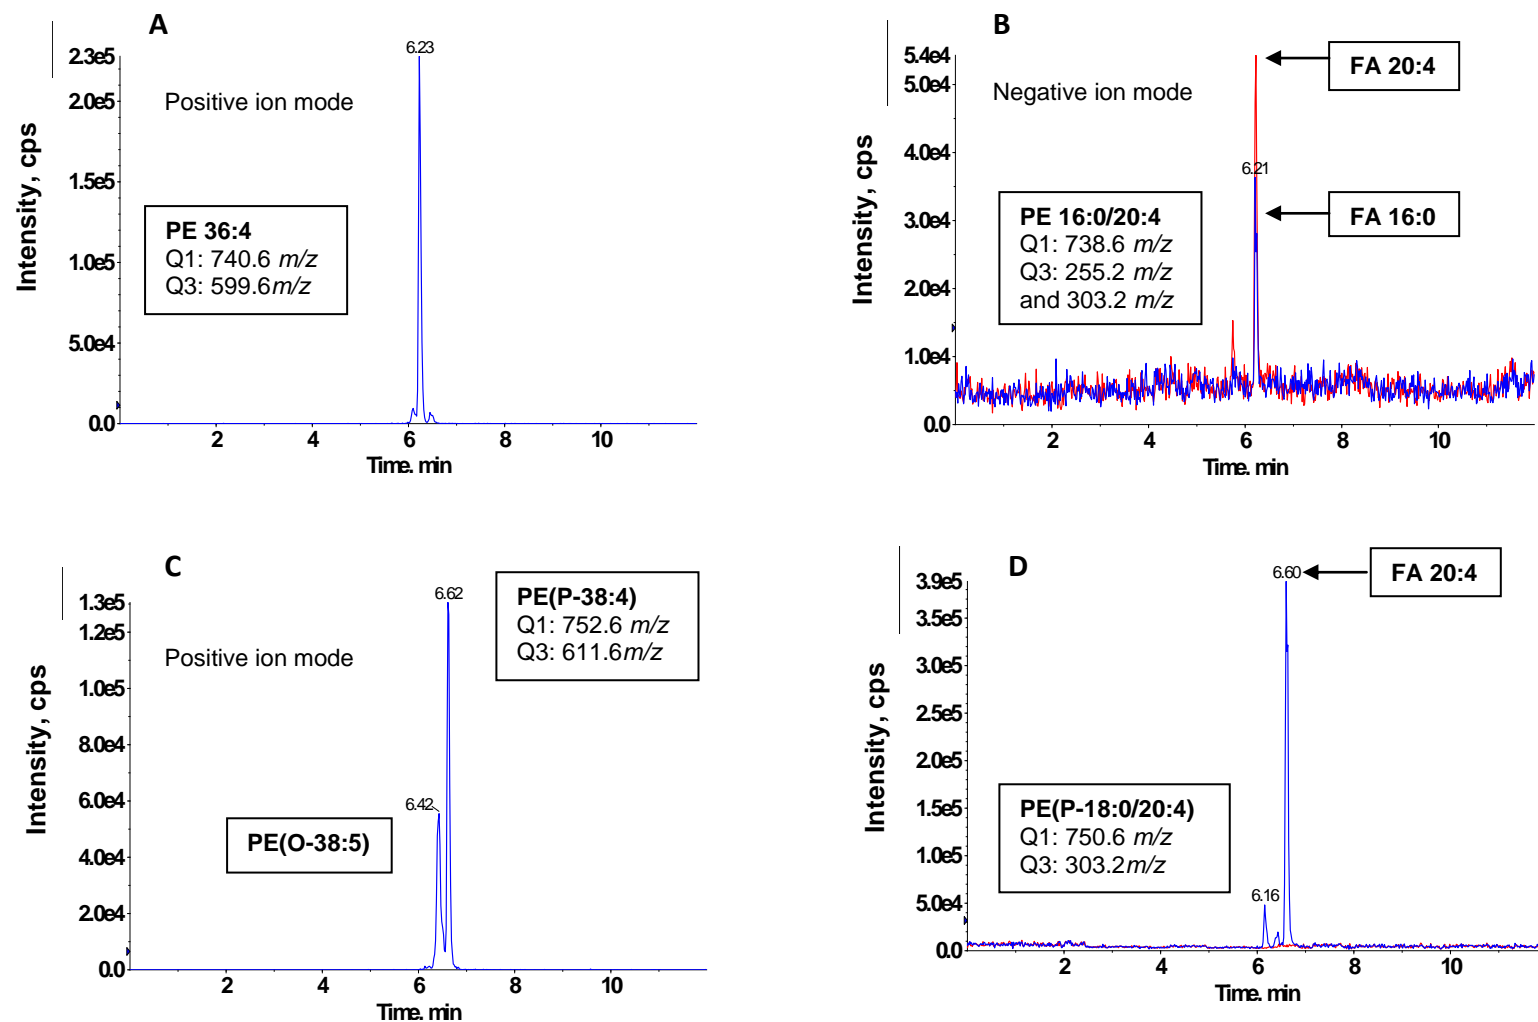 A
2.3e5
2.0e5
1.5e5
1.0e5
5.0e4
0.0
Intensity, cps
6.23
Positive ion mode
PE 36:4
Q1: 740.6 m/z
Q3: 599.6m/z
2 4 6 8 10
Time, min
B
5.4e4
5.0e4
4.0e4
3.0e4
2.0e4
1.0e4
0.0
Intensity, cps
Negative ion mode
FA 20:4
6.21
FA 16:0
PE 16:0/20:4
Q1: 738.6 m/z
Q3: 255.2 m/z
and 303.2 m/z
2 4 6 8 10
Time, min
C
1.3e5
1.2e5
1.0e5
8.0e4
6.0e4
4.0e4
2.0e4
0.0
Intensity, cps
6.62
PE(P-38:4)
Q1: 752.6 m/z
Q3: 611.6m/z
Positive ion mode
6.42
PE(O-38:5)
2 4 6 8 10
Time, min
D
3.9e5
3.5e5
3.0e5
2.5e5
2.0e5
1.5e5
1.0e5
5.0e4
0.0
Intensity, cps
6.60
FA 20:4
PE(P-18:0/20:4)
Q1: 750.6 m/z
Q3: 303.2m/z
6.16
2 4 6 8 10
Time, min